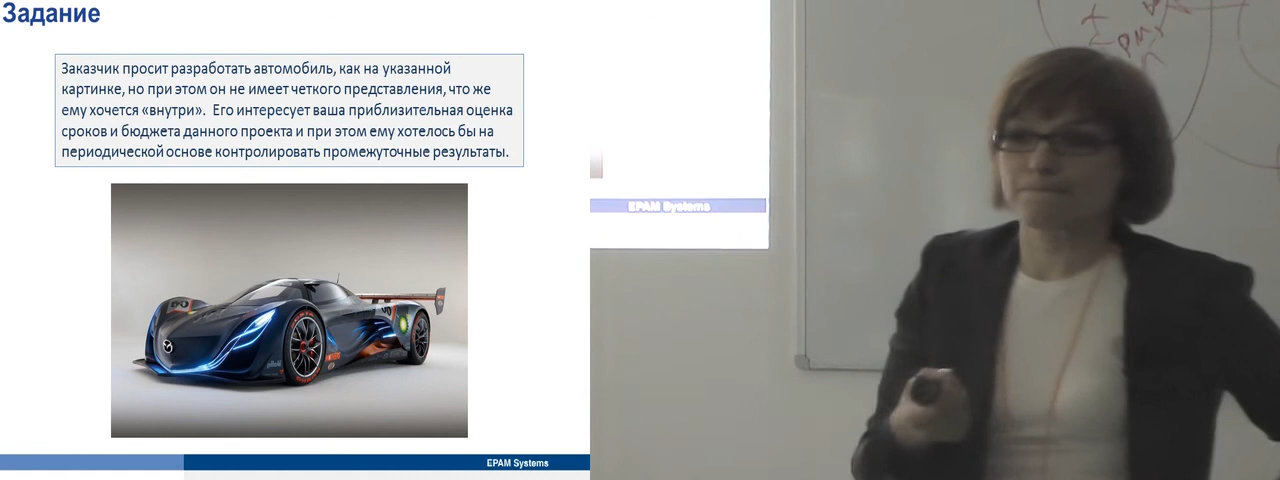 Задание
Заказчик просит разработать автомобиль, как на указанной
картинке, но при этом он не имеет четкого представления, что же
ему хочется «внутри». Его интересует ваша приблизительная оценка
сроков и бюджета данного проекта и при этом ему хотелось бы на
периодической основе контролировать промежуточные результаты.
EPAM Systems
EPAM Systems